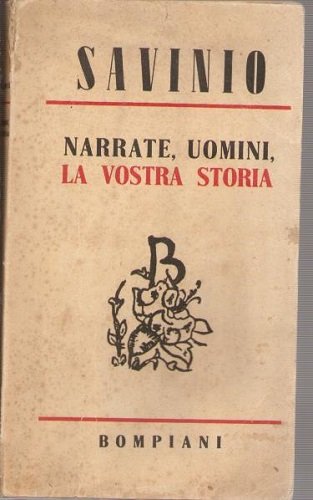 SAVINIO
NARRATE, UOMINI,
LA VOSTRA STORIA
B
BOMPIANI